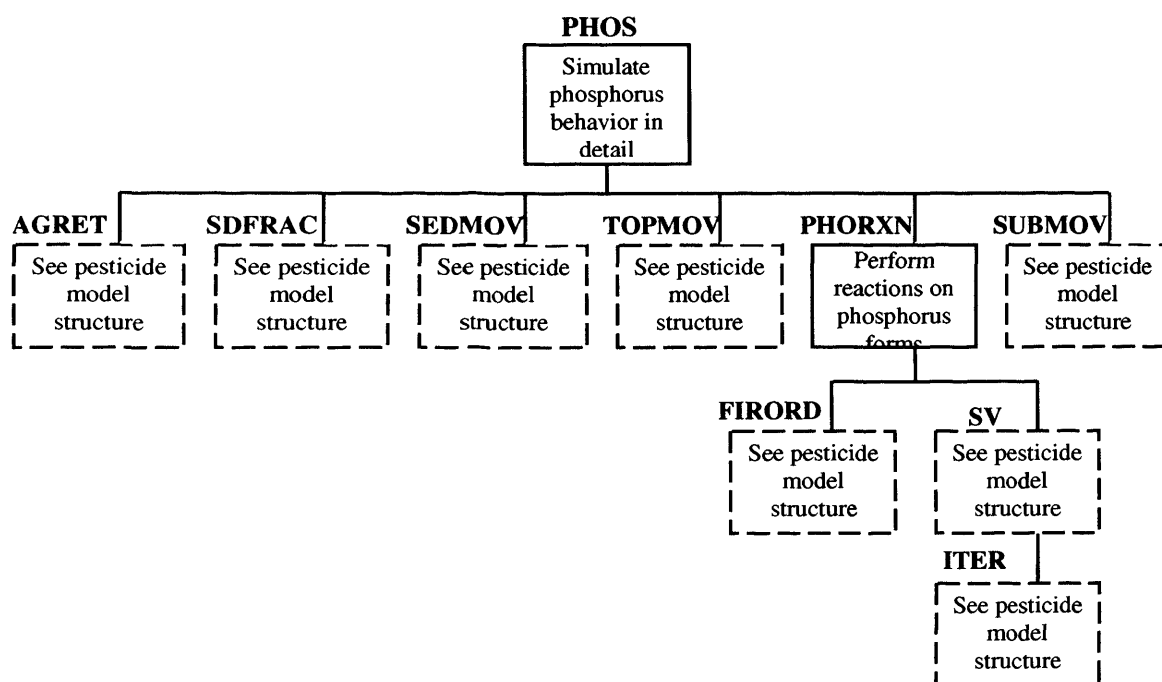 PHOS
Simulate
phosphorus
behavior in
detail
AGRET
See pesticide
model
structure
SDFRAC
See pesticide
model
structure
SEDMOV
See pesticide
model
structure
TOPMOV
See pesticide
model
structure
PHORXN
Perform
reactions on
phosphorus
forms
SUBMOV
See pesticide
model
structure
FIRORD
See pesticide
model
structure
SV
See pesticide
model
structure
ITER
See pesticide
model
structure